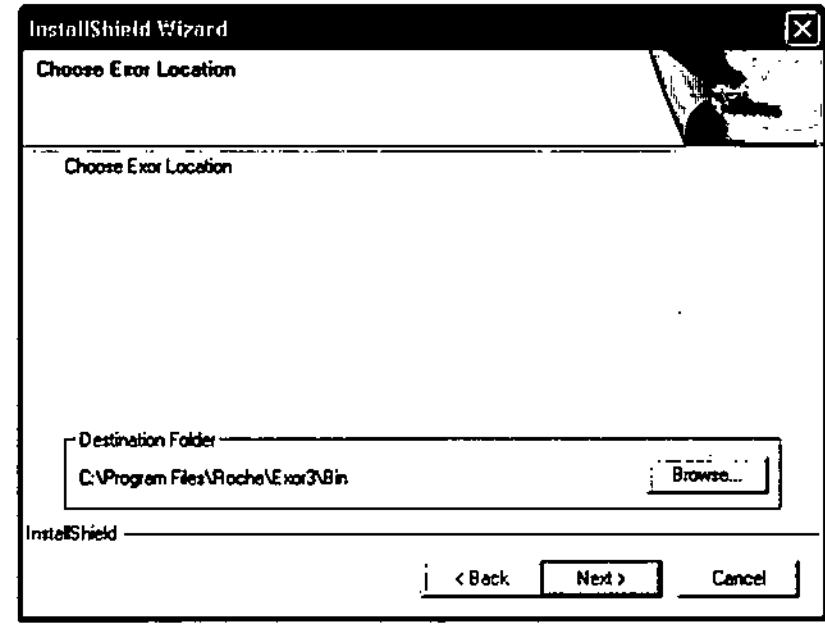 InstallShield Wizard
Choose Exor Location
Choose Exor Location
Destination Folder
C:\Program Files\Roche\Exor3\Bin
Browse...
InstallShield
< Back
Next >
Cancel